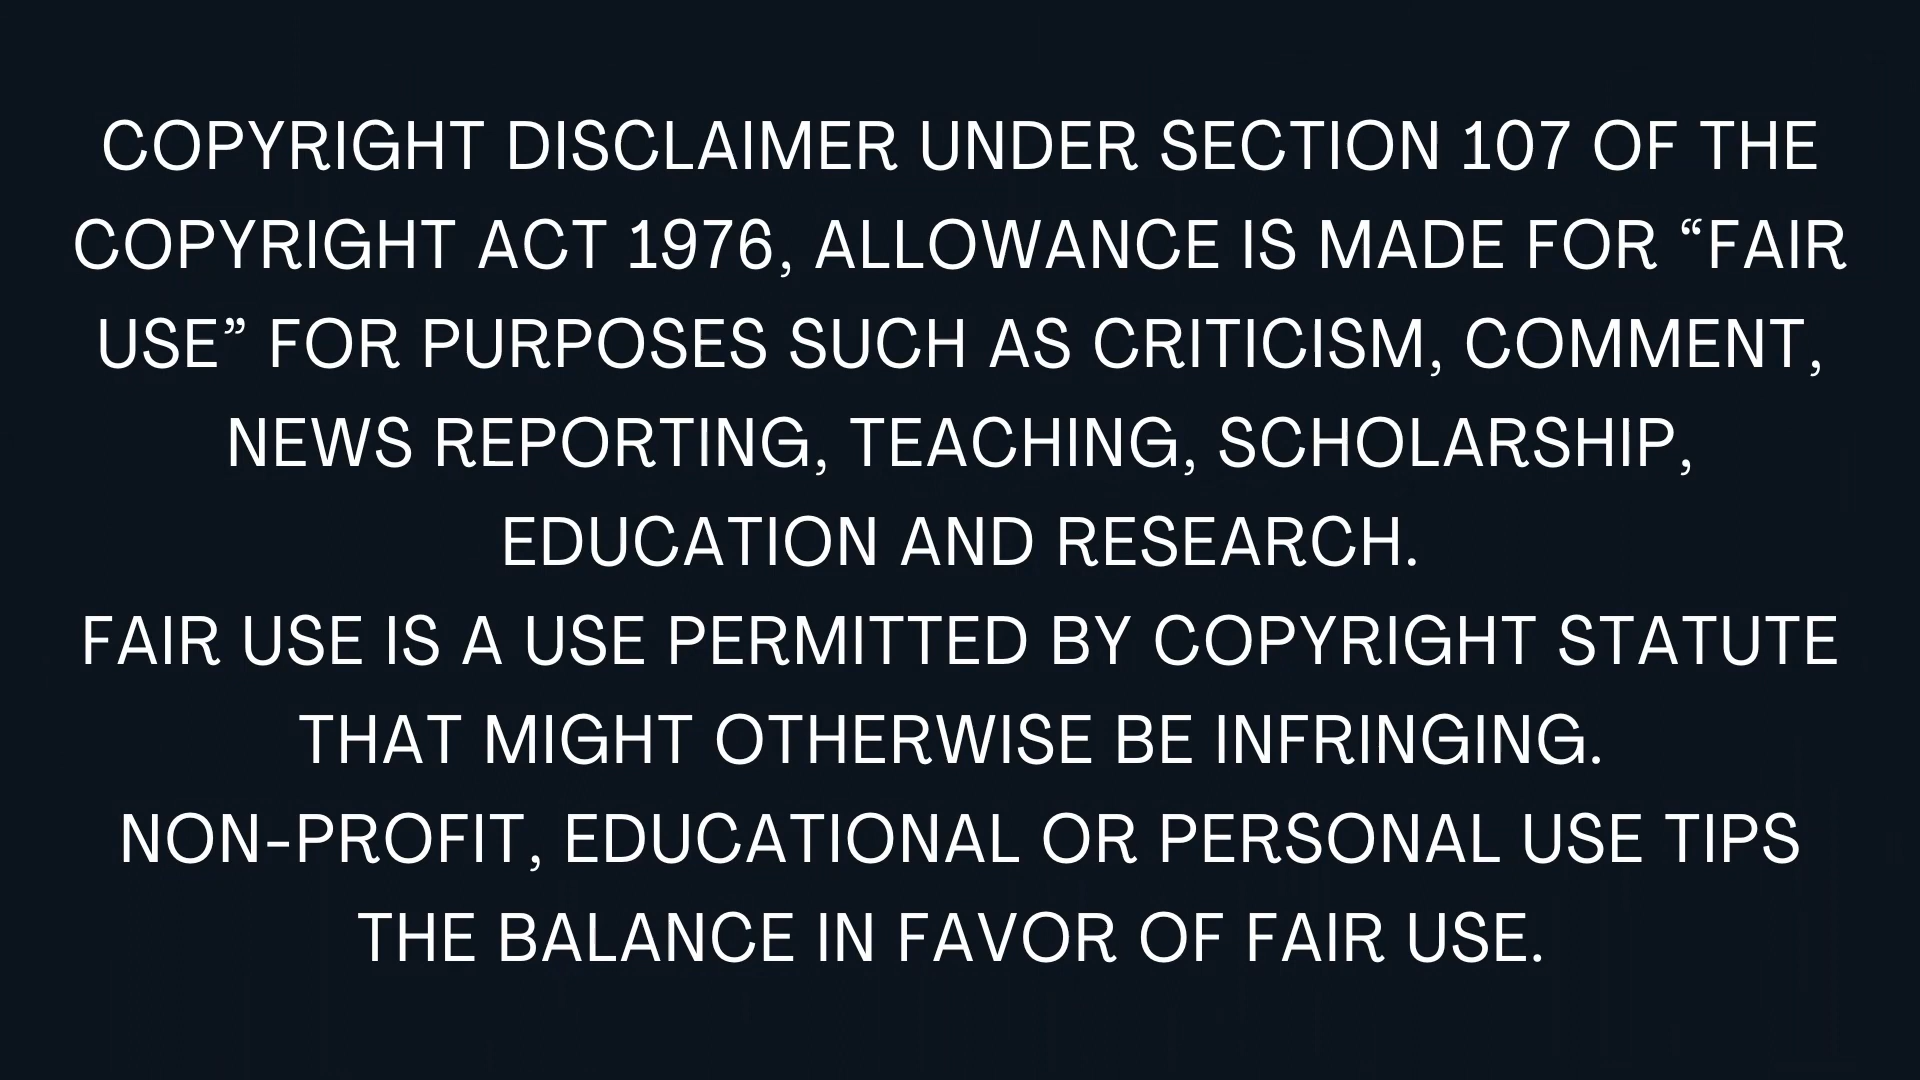 COPYRIGHT DISCLAIMER UNDER SECTION 107 OF THE
COPYRIGHT ACT 1976, ALLOWANCE IS MADE FOR “FAIR
USE” FOR PURPOSES SUCH AS CRITICISM, COMMENT,
NEWS REPORTING, TEACHING, SCHOLARSHIP,
EDUCATION AND RESEARCH.
FAIR USE IS A USE PERMITTED BY COPYRIGHT STATUTE
THAT MIGHT OTHERWISE BE INFRINGING.
NON-PROFIT, EDUCATIONAL OR PERSONAL USE TIPS
THE BALANCE IN FAVOR OF FAIR USE.